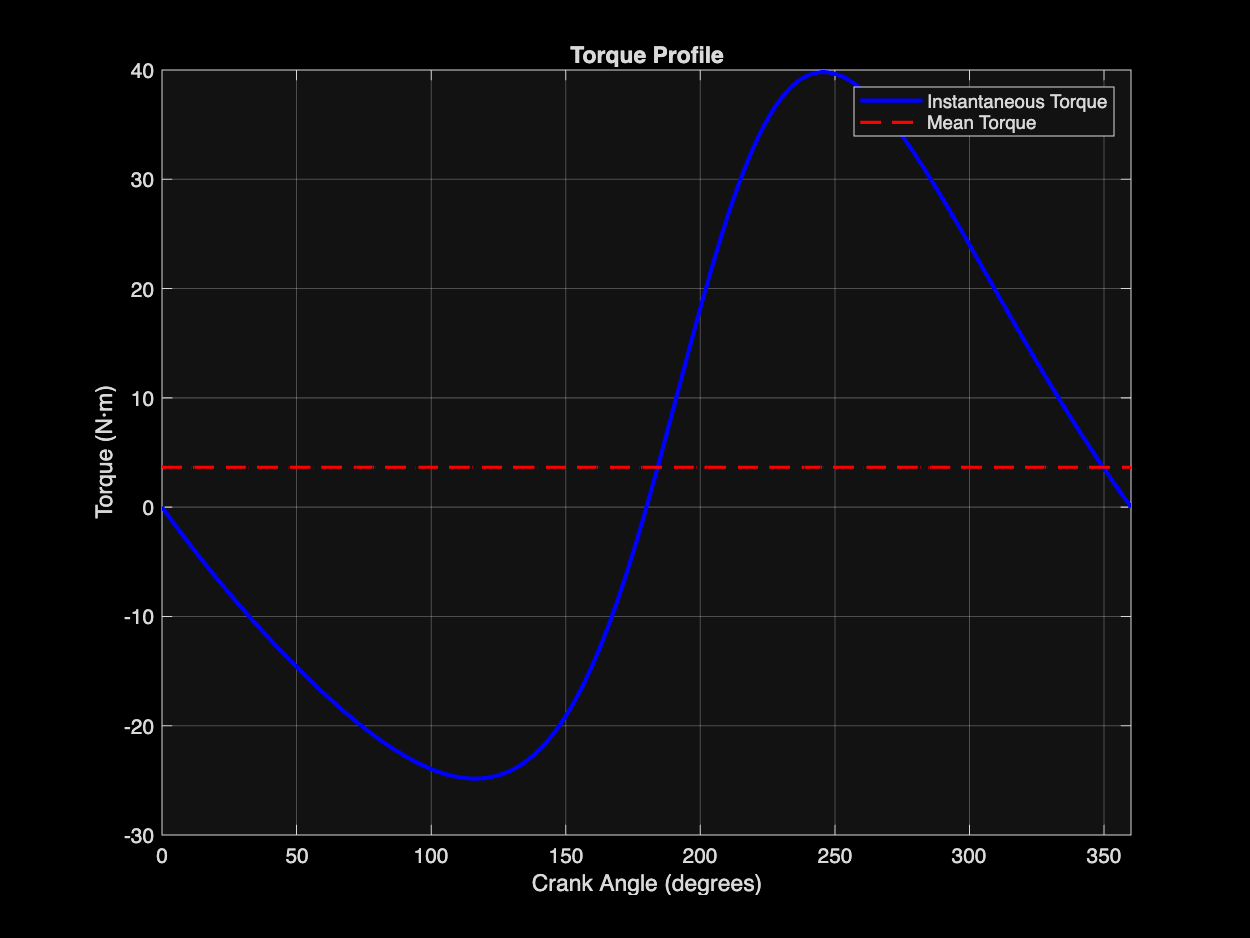 Torque Profile
Instantaneous Torque
Mean Torque
40
30
20
10
0
-10
-20
-30
Torque (N·m)
0 50 100 150 200 250 300 350
Crank Angle (degrees)